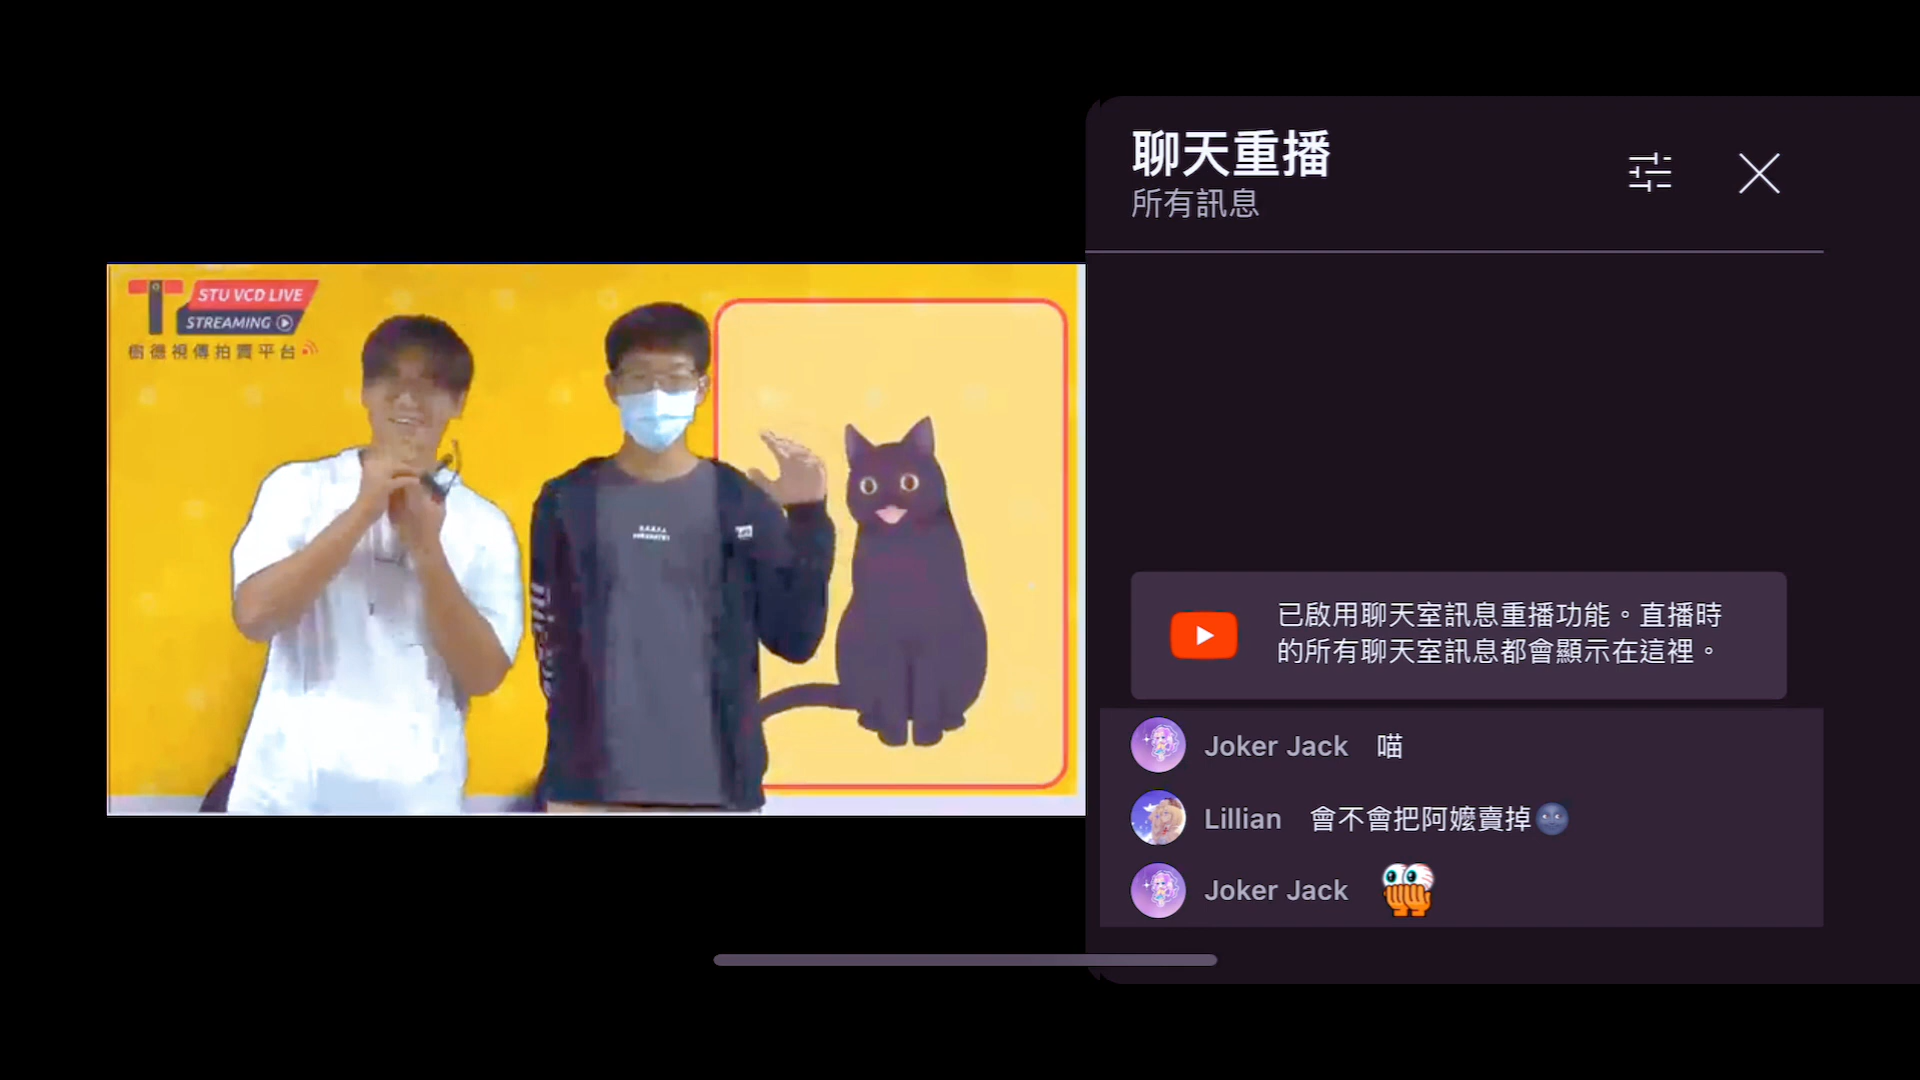 STU VCD LIVE
STREAMING
樹德視傳拍賣平台
聊天重播
所有訊息
已啟用聊天室訊息重播功能。直播時
的所有聊天室訊息都會顯示在這裡。
Joker Jack 喵
Lillian 會不會把阿嬤賣掉🌚
Joker Jack